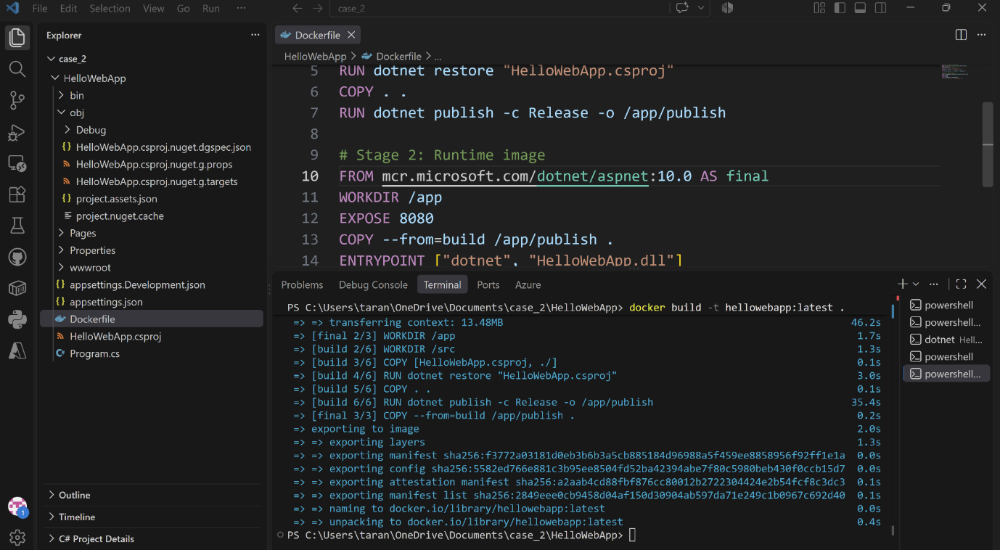 File Edit Selection View Go Run ··· case_2
Explorer
case_2
HelloWebApp
bin
obj
Debug
HelloWebApp.csproj.nuget.dgspec.json
HelloWebApp.csproj.nuget.g.props
HelloWebApp.csproj.nuget.g.targets
project.assets.json
project.nuget.cache
Pages
Properties
wwwroot
appsettings.Development.json
appsettings.json
Dockerfile
HelloWebApp.csproj
Program.cs
Outline
Timeline
C# Project Details
1
Dockerfile
HelloWebApp > Dockerfile > ...
5 RUN dotnet restore "HelloWebApp.csproj"
6 COPY . .
7 RUN dotnet publish -c Release -o /app/publish
8
9 # Stage 2: Runtime image
10 FROM mcr.microsoft.com/dotnet/aspnet:10.0 AS final
11 WORKDIR /app
12 EXPOSE 8080
13 COPY --from=build /app/publish .
14 ENTRYPOINT ["dotnet", "HelloWebApp.dll"]
Problems Debug Console Terminal Ports Azure
PS C:\Users\taran\OneDrive\Documents\case_2\HelloWebApp> docker build -t hellowebapp:latest .
=> => transferring context: 13.48MB 46.2s
=> [final 2/3] WORKDIR /app 1.7s
=> [build 2/6] WORKDIR /src 1.3s
=> [build 3/6] COPY [HelloWebApp.csproj, ./] 0.1s
=> [build 4/6] RUN dotnet restore "HelloWebApp.csproj" 3.0s
=> [build 5/6] COPY . . 0.1s
=> [build 6/6] RUN dotnet publish -c Release -o /app/publish 35.4s
=> [final 3/3] COPY --from=build /app/publish . 0.2s
=> exporting to image 2.0s
=> => exporting layers 1.3s
=> => exporting manifest sha256:f3772a03181d0eb3b6b3a5cb885184d96988a5f459ee8858956f92ff1e1a 0.0s
=> => exporting config sha256:5582ed766e881c3b95ee8504fd52ba42394abe7f80c5980beb430f0ccb15d7 0.0s
=> => exporting attestation manifest sha256:a2aab4cd88fbf876cc80012b2722304424e2b54fcf8c3dc3 0.1s
=> => exporting manifest list sha256:2849eee0cb9458d04af150d30904ab597da71e249c1b0967c692d40 0.1s
=> => naming to docker.io/library/hellowebapp:latest 0.0s
=> => unpacking to docker.io/library/hellowebapp:latest 0.4s
PS C:\Users\taran\OneDrive\Documents\case_2\HelloWebApp>
powershell
powershell...
dotnet Hell...
powershell
powershell...